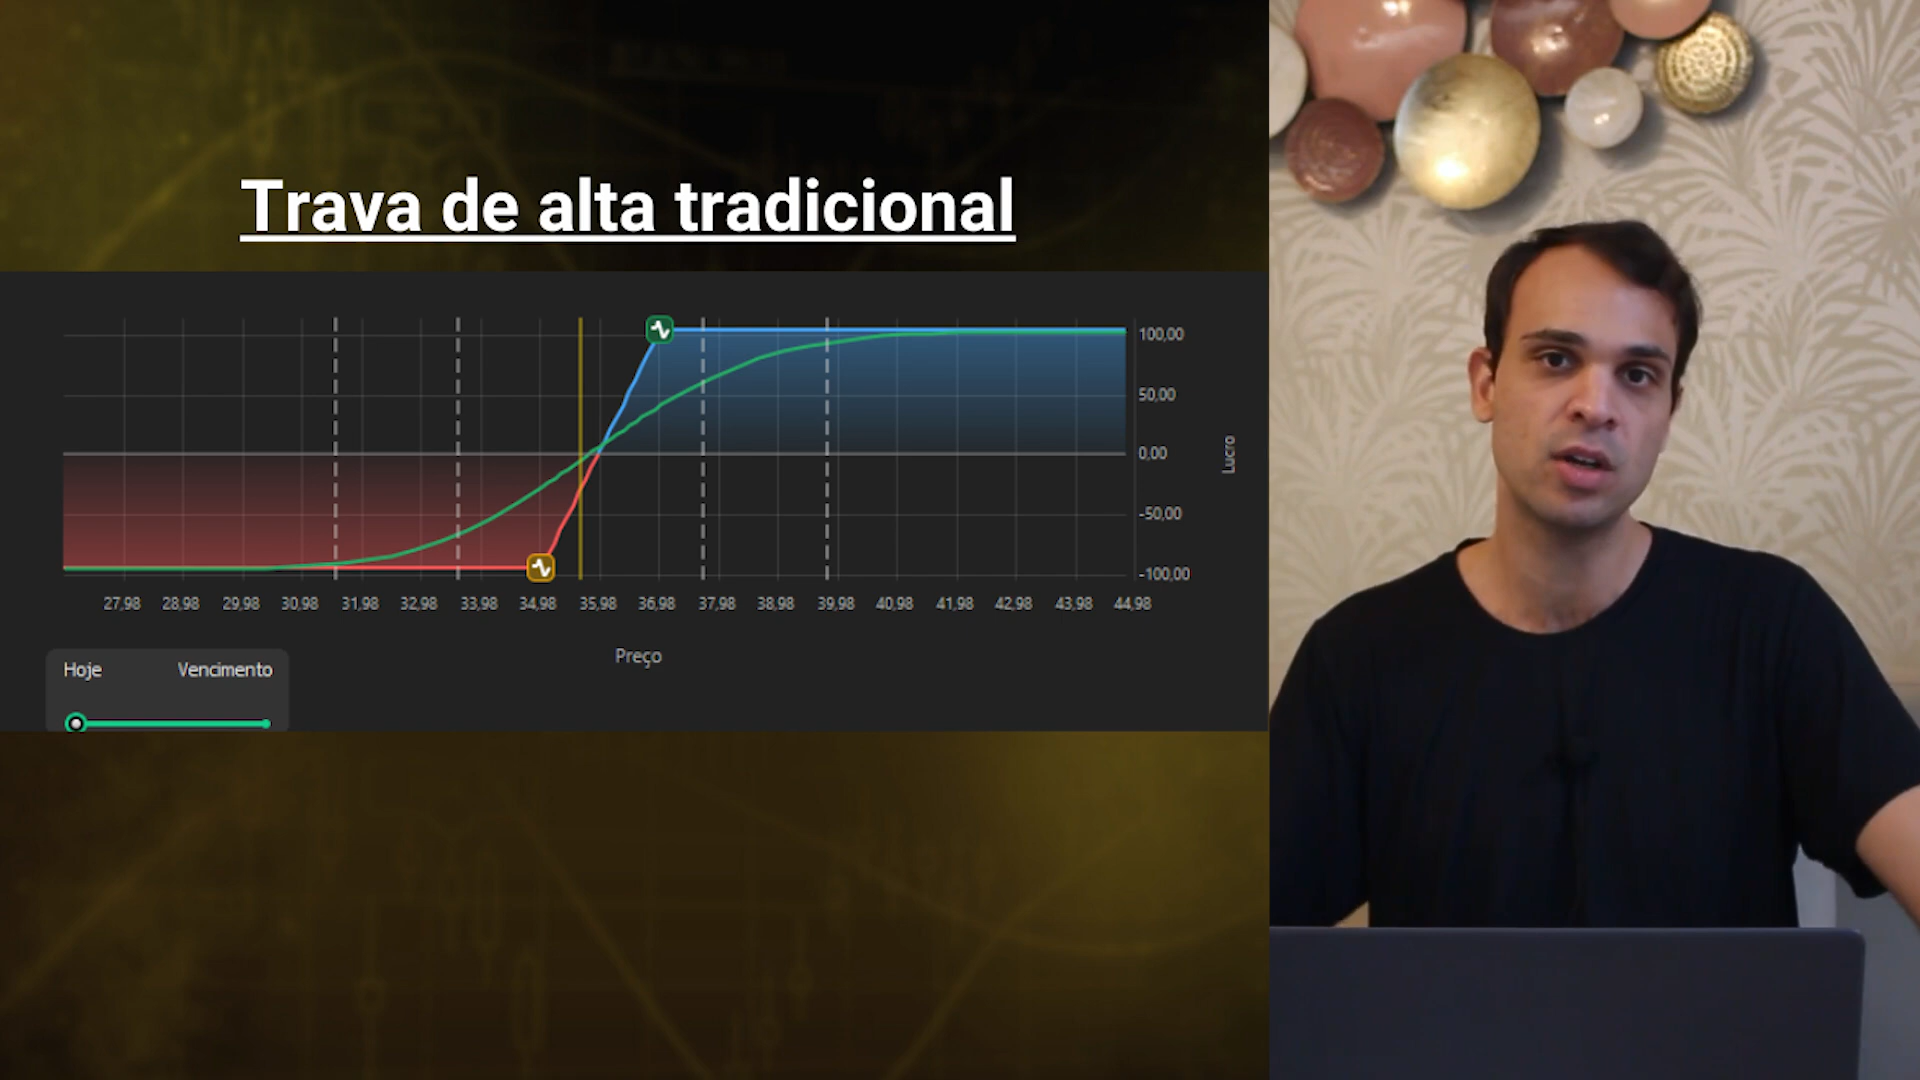 Trava de alta tradicional
100,00
50,00
0,00
-50,00
-100,00
Lucro
27,98 28,98 29,98 30,98 31,98 32,98 33,98 34,98 35,98 36,98 37,98 38,98 39,98 40,98 41,98 42,98 43,98 44,98
Preço
Hoje Vencimento